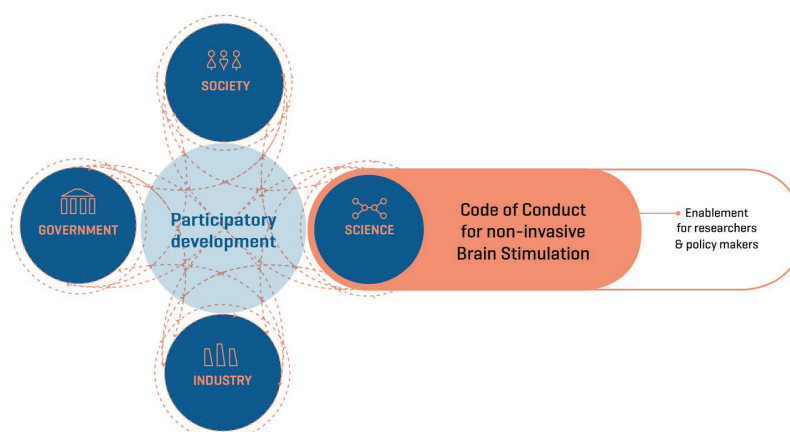 SOCIETY
GOVERNMENT
Participatory
development
SCIENCE
Code of Conduct
for non-invasive
Brain Stimulation
Enablement
for researchers
& policy makers
INDUSTRY